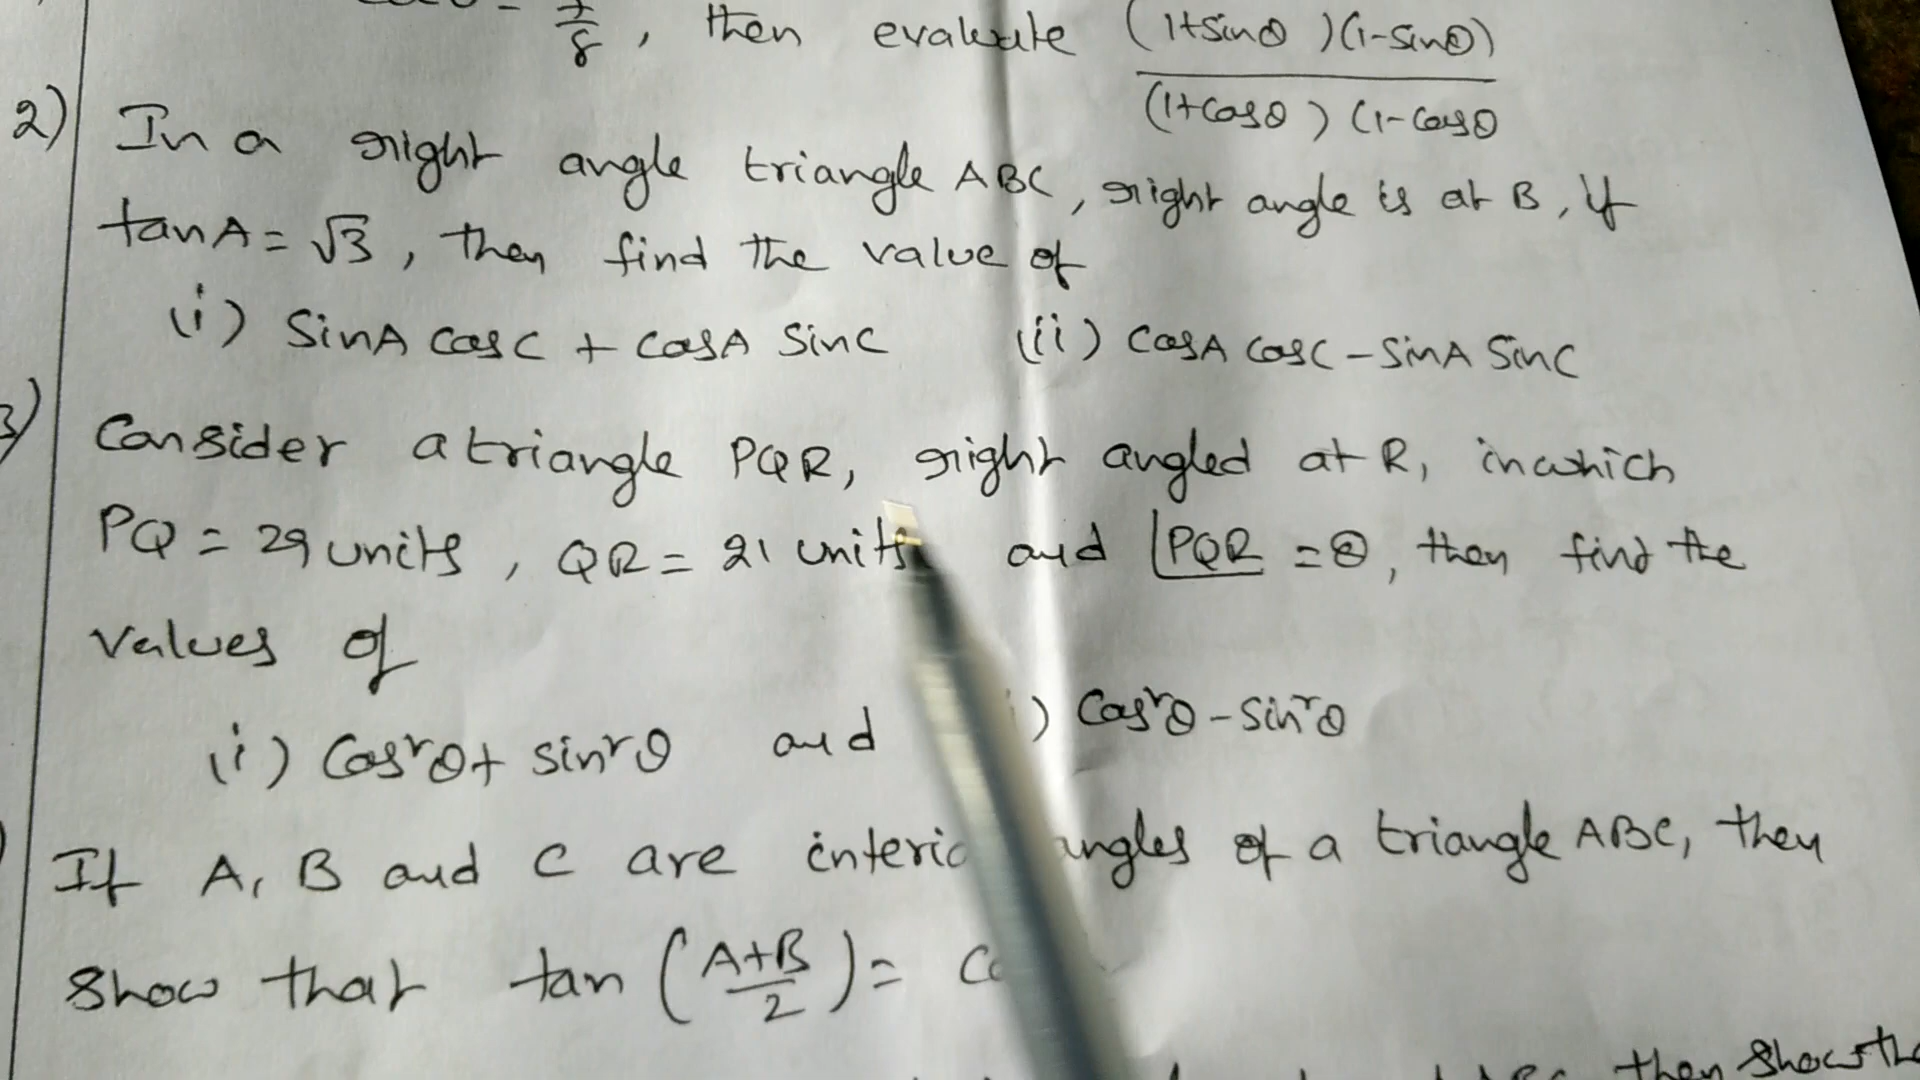 7/8, then evaluate (1+sinθ)(1-sinθ)/(1+cosθ)(1-cosθ
2) In a right angle triangle ABC, right angle is at B, if
tanA = √3, then find the value of
(i) SinA cosC + cosA SinC (ii) cosA cosC - SinA SinC
3) Consider a triangle PQR, right angled at R, in which
PQ = 29 units, QR = 21 units and ∠PQR = θ, then find the
values of
(i) Cos²θ + sin²θ and ) Cos²θ - Sin²θ
If A, B and C are angles of a triangle ABC, then
Show that tan (A+B/2) =
then show